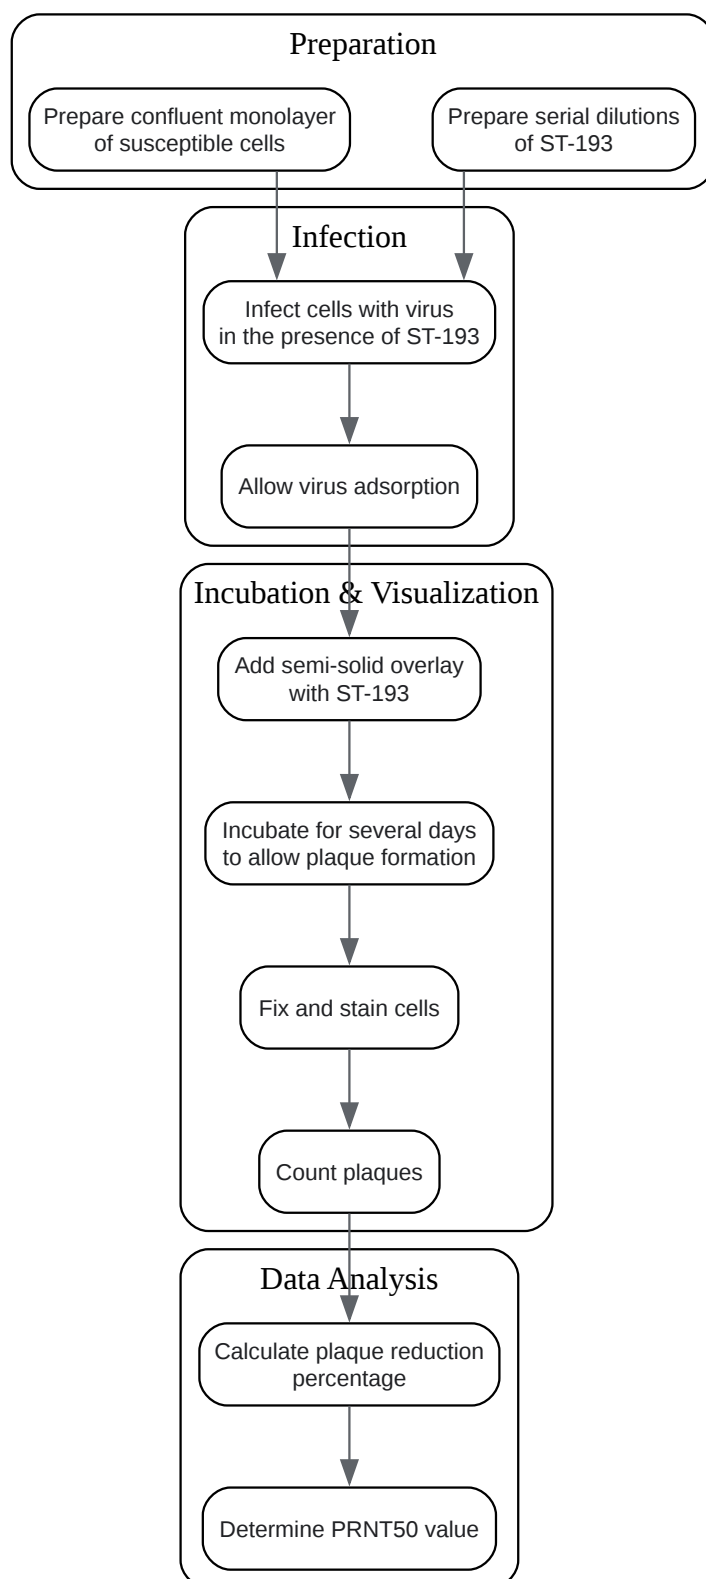 Preparation
Prepare confluent monolayer
of susceptible cells
Prepare serial dilutions
of ST-193
Infection
Infect cells with virus
in the presence of ST-193
Allow virus adsorption
Incubation & Visualization
Add semi-solid overlay
with ST-193
Incubate for several days
to allow plaque formation
Fix and stain cells
Count plaques
Data Analysis
Calculate plaque reduction
percentage
Determine PRNT50 value